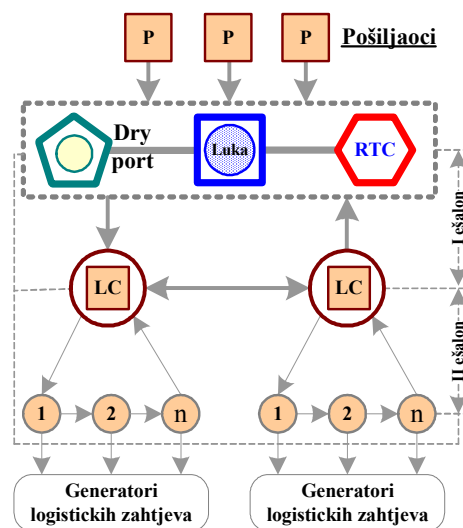 P P P Pošiljaoci
Dry
port
Luka
RTC
I ešalon
LC LC
II ešalon
1 2 n 1 2 n
Generatori
logistickih zahtjeva
Generatori
logistickih zahtjeva